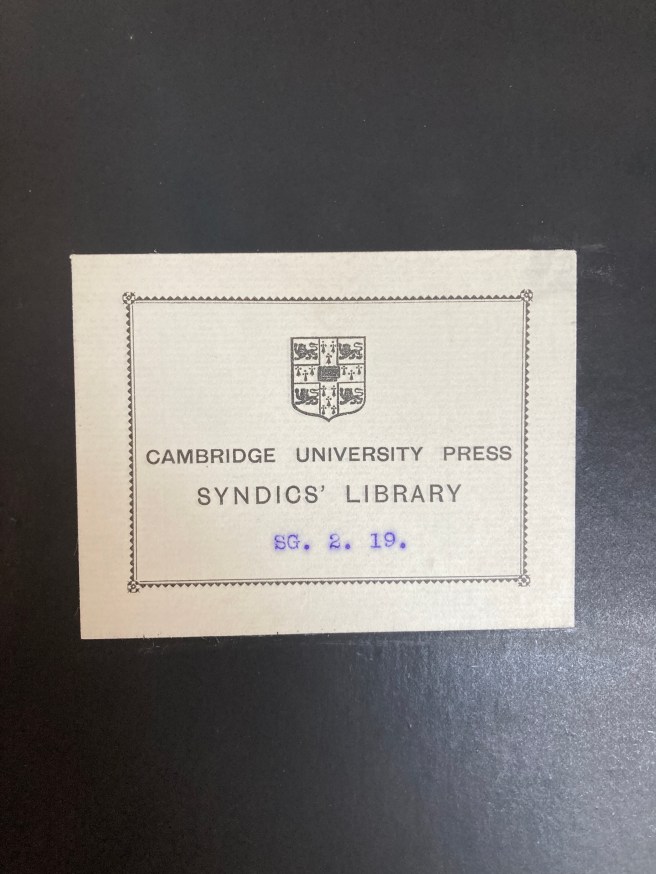 CAMBRIDGE UNIVERSITY PRESS
SYNDICS' LIBRARY
SG. 2. 19.